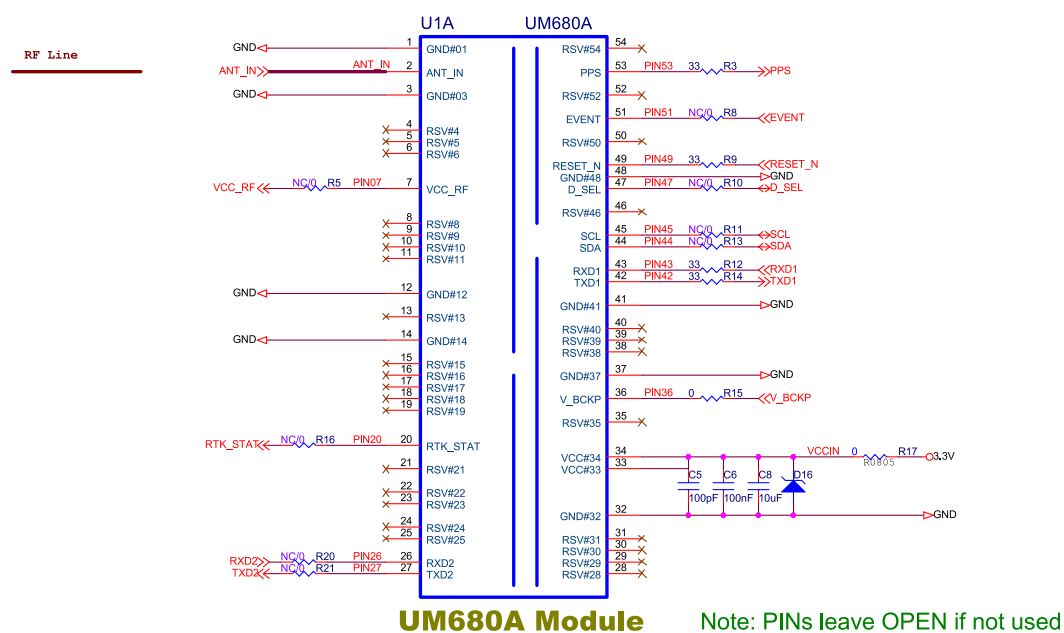 U1A UM680A
RF Line
GND 1 GND#01
ANT_IN ANT_IN 2 ANT_IN
GND 3 GND#03
4 RSV#4
5 RSV#5
6 RSV#6
VCC_RF NC/0 R5 PIN07 7 VCC_RF
8 RSV#8
9 RSV#9
10 RSV#10
11 RSV#11
GND 12 GND#12
13 RSV#13
GND 14 GND#14
15 RSV#15
16 RSV#16
17 RSV#17
18 RSV#18
19 RSV#19
RTK_STAT NC/0 R16 PIN20 20 RTK_STAT
21 RSV#21
22 RSV#22
23 RSV#23
24 RSV#24
25 RSV#25
RXD2 NC/0 R20 PIN26 26 RXD2
TXD2 NC/0 R21 PIN27 27 TXD2
RSV#54 54
PPS 53 PIN53 33 R3 PPS
RSV#52 52
EVENT 51 PIN51 NC/0 R8 EVENT
RSV#50 50
RESET_N 49 PIN49 33 R9 RESET_N
GND#48 48 GND
D_SEL 47 PIN47 NC/0 R10 D_SEL
RSV#46 46
SCL 45 PIN45 NC/0 R11 SCL
SDA 44 PIN44 NC/0 R13 SDA
RXD1 43 PIN43 33 R12 RXD1
TXD1 42 PIN42 33 R14 TXD1
GND#41 41 GND
RSV#40 40
RSV#39 39
RSV#38 38
GND#37 37 GND
V_BCKP 36 PIN36 0 R15 V_BCKP
RSV#35 35
VCC#34 34 VCCIN 0 R17 3.3V
VCC#33 33 R0805
C5 C6 C8 D16
100pF 100nF 10uF
GND#32 32 GND
RSV#31 31
RSV#30 30
RSV#29 29
RSV#28 28
UM680A Module
Note: PINs leave OPEN if not used